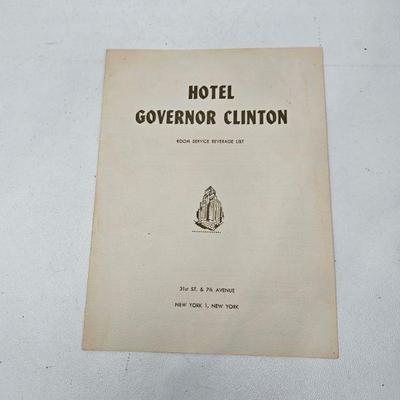 HOTEL
GOVERNOR CLINTON
ROOM SERVICE BEVERAGE LIST
31st ST. & 7th AVENUE
NEW YORK 1, NEW YORK